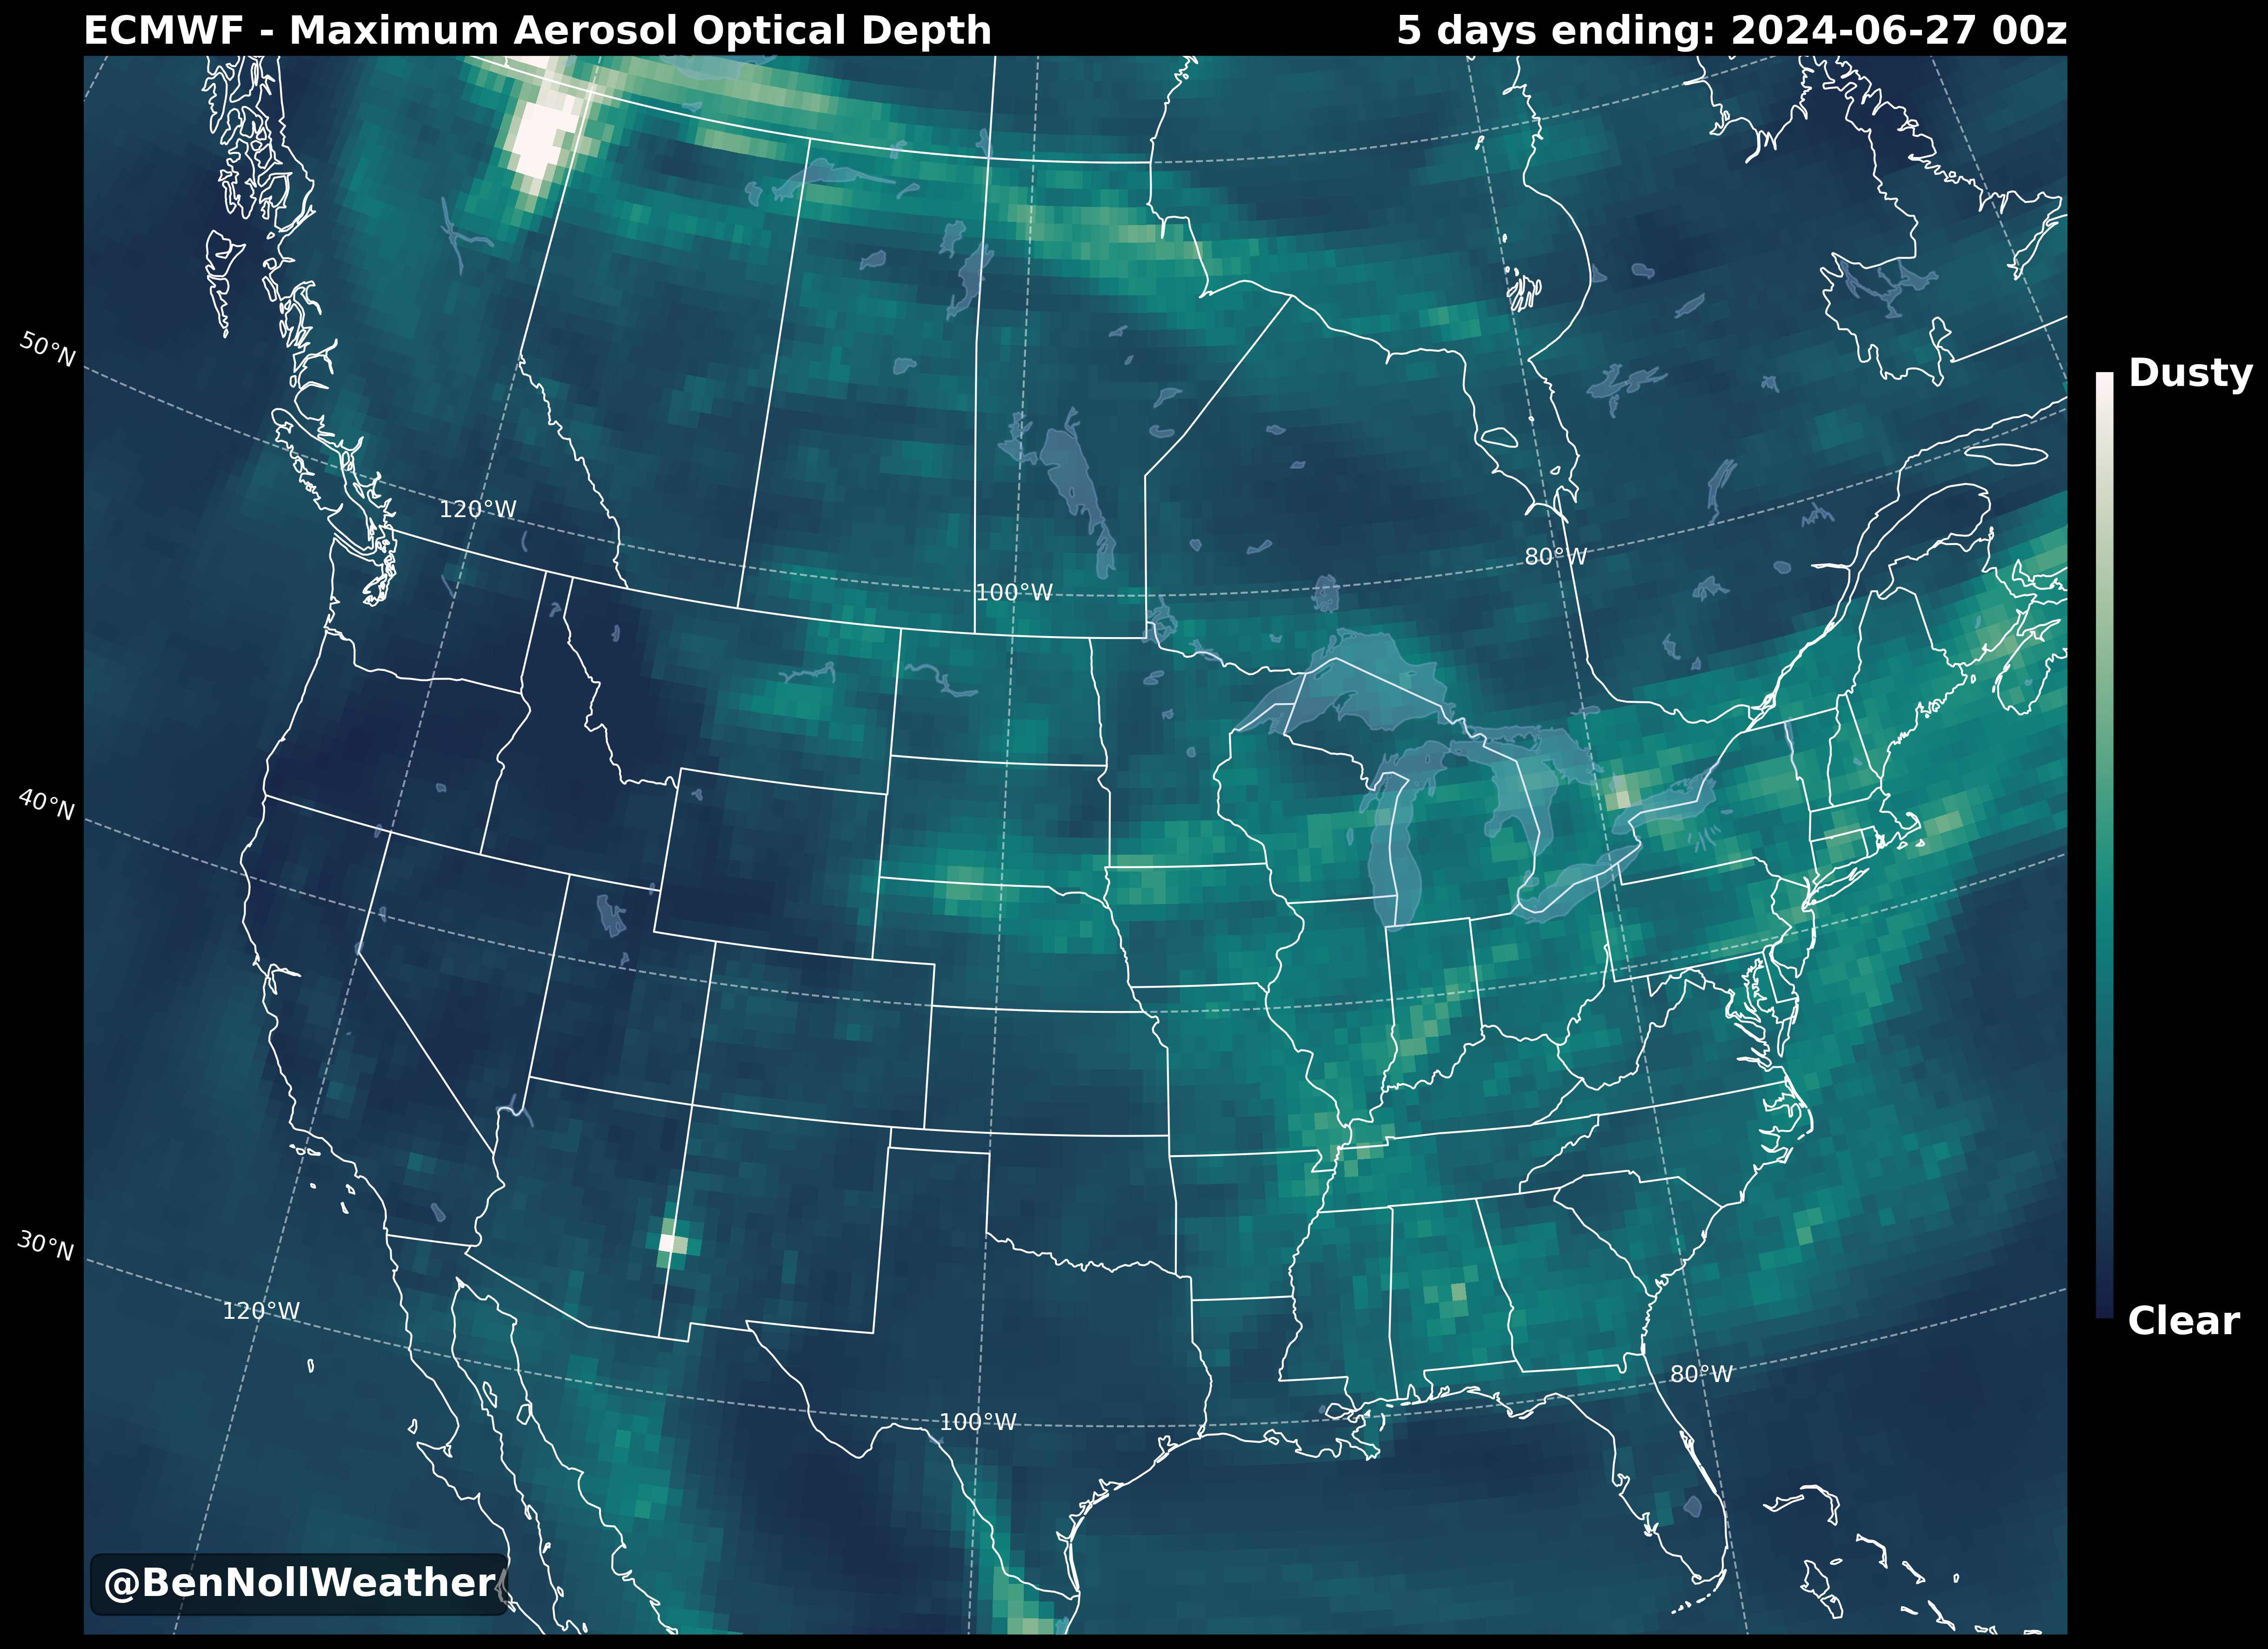 ECMWF - Maximum Aerosol Optical Depth
5 days ending: 2024-06-27 00z
50°N
Dusty
120°W
80°W
100°W
40°N
30°N
120°W
Clear
80°W
100°W
@BenNollWeather